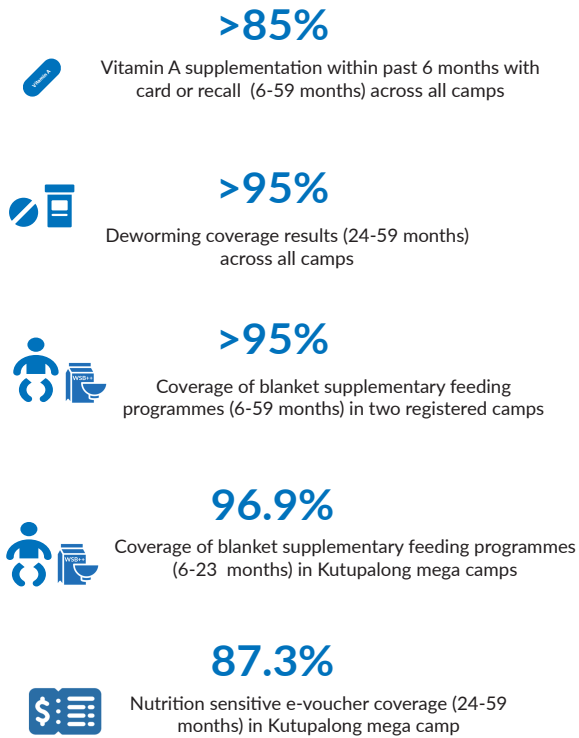 >85%
Vitamin A
Vitamin A supplementation within past 6 months with
card or recall (6-59 months) across all camps
>95%
Deworming coverage results (24-59 months)
across all camps
>95%
WSB++
Coverage of blanket supplementary feeding
programmes (6-59 months) in two registered camps
96.9%
WSB++
Coverage of blanket supplementary feeding programmes
(6-23 months) in Kutupalong mega camps
87.3%
$
Nutrition sensitive e-voucher coverage (24-59
months) in Kutupalong mega camp